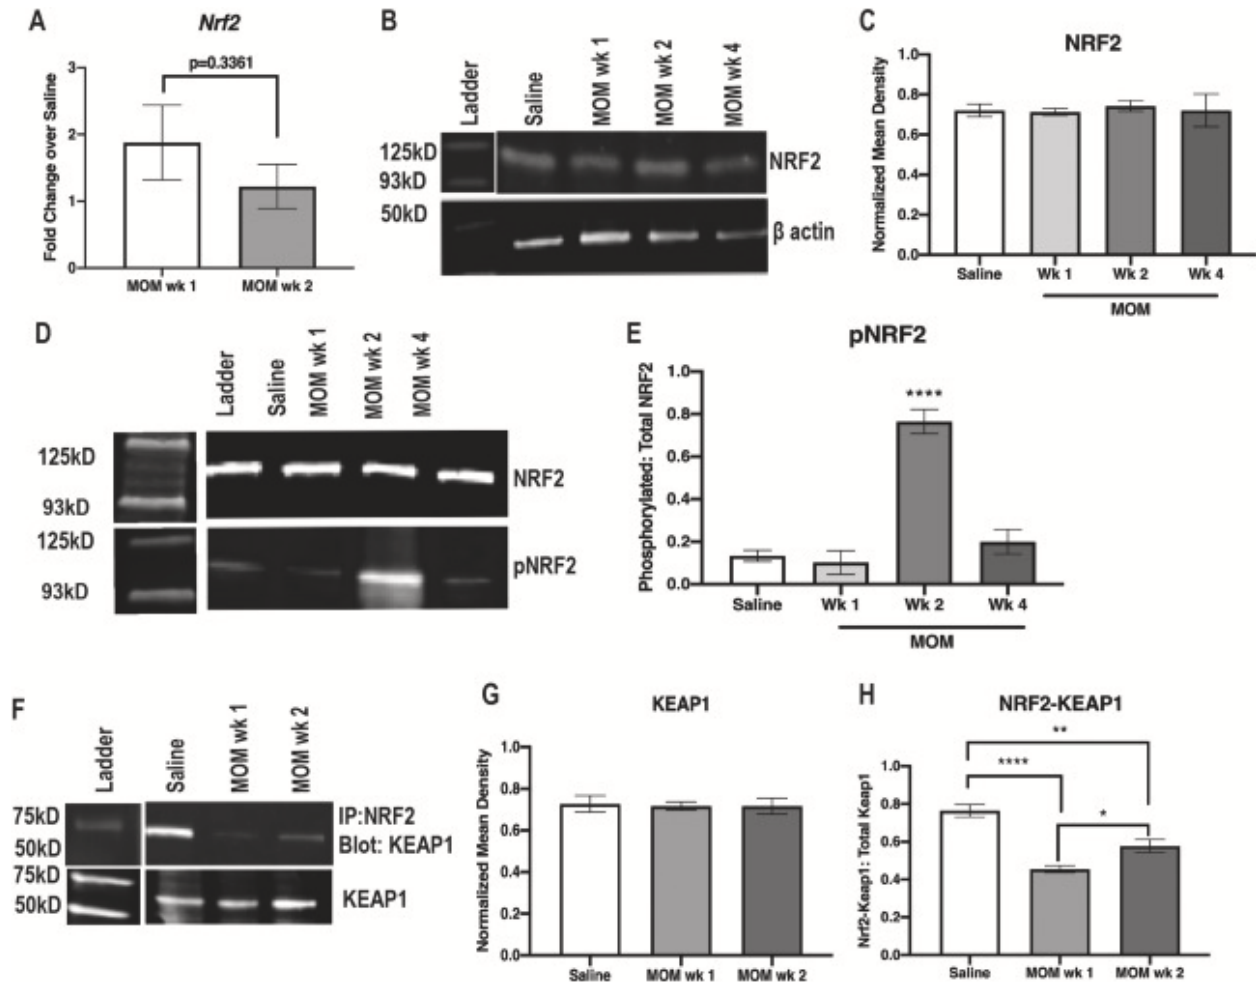 A
Nrf2
p=0.3361
Fold Change over Saline
3
2
1
0
MOM wk 1
MOM wk 2
B
Ladder
Saline
MOM wk 1
MOM wk 2
MOM wk 4
125kD
93kD
NRF2
50kD
β actin
C
NRF2
Normalized Mean Density
1.0
0.8
0.6
0.4
0.2
0.0
Saline
Wk 1
Wk 2
Wk 4
MOM
D
Ladder
Saline
MOM wk 1
MOM wk 2
MOM wk 4
125kD
93kD
NRF2
125kD
93kD
pNRF2
E
pNRF2
Phosphorylated: Total NRF2
1.0
0.8
0.6
0.4
0.2
0.0
****
Saline
Wk 1
Wk 2
Wk 4
MOM
F
Ladder
Saline
MOM wk 1
MOM wk 2
75kD
50kD
IP:NRF2
Blot: KEAP1
75kD
50kD
KEAP1
G
KEAP1
Normalized Mean Density
1.0
0.8
0.6
0.4
0.2
0.0
Saline
MOM wk 1
MOM wk 2
H
NRF2-KEAP1
Nrf2-Keap1: Total Keap1
1.0
0.8
0.6
0.4
0.2
0.0
**
****
*
Saline
MOM wk 1
MOM wk 2